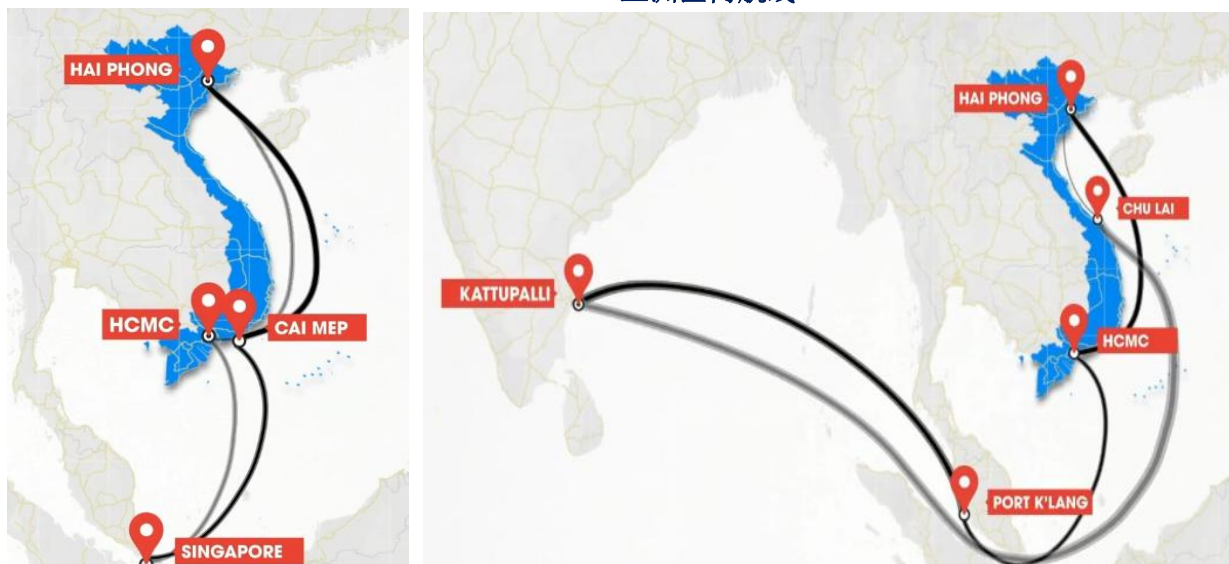 HAI PHONG
HCMC
CAI MEP
SINGAPORE
HAI PHONG
CHU LAI
KATTUPALLI
HCMC
PORT K'LANG